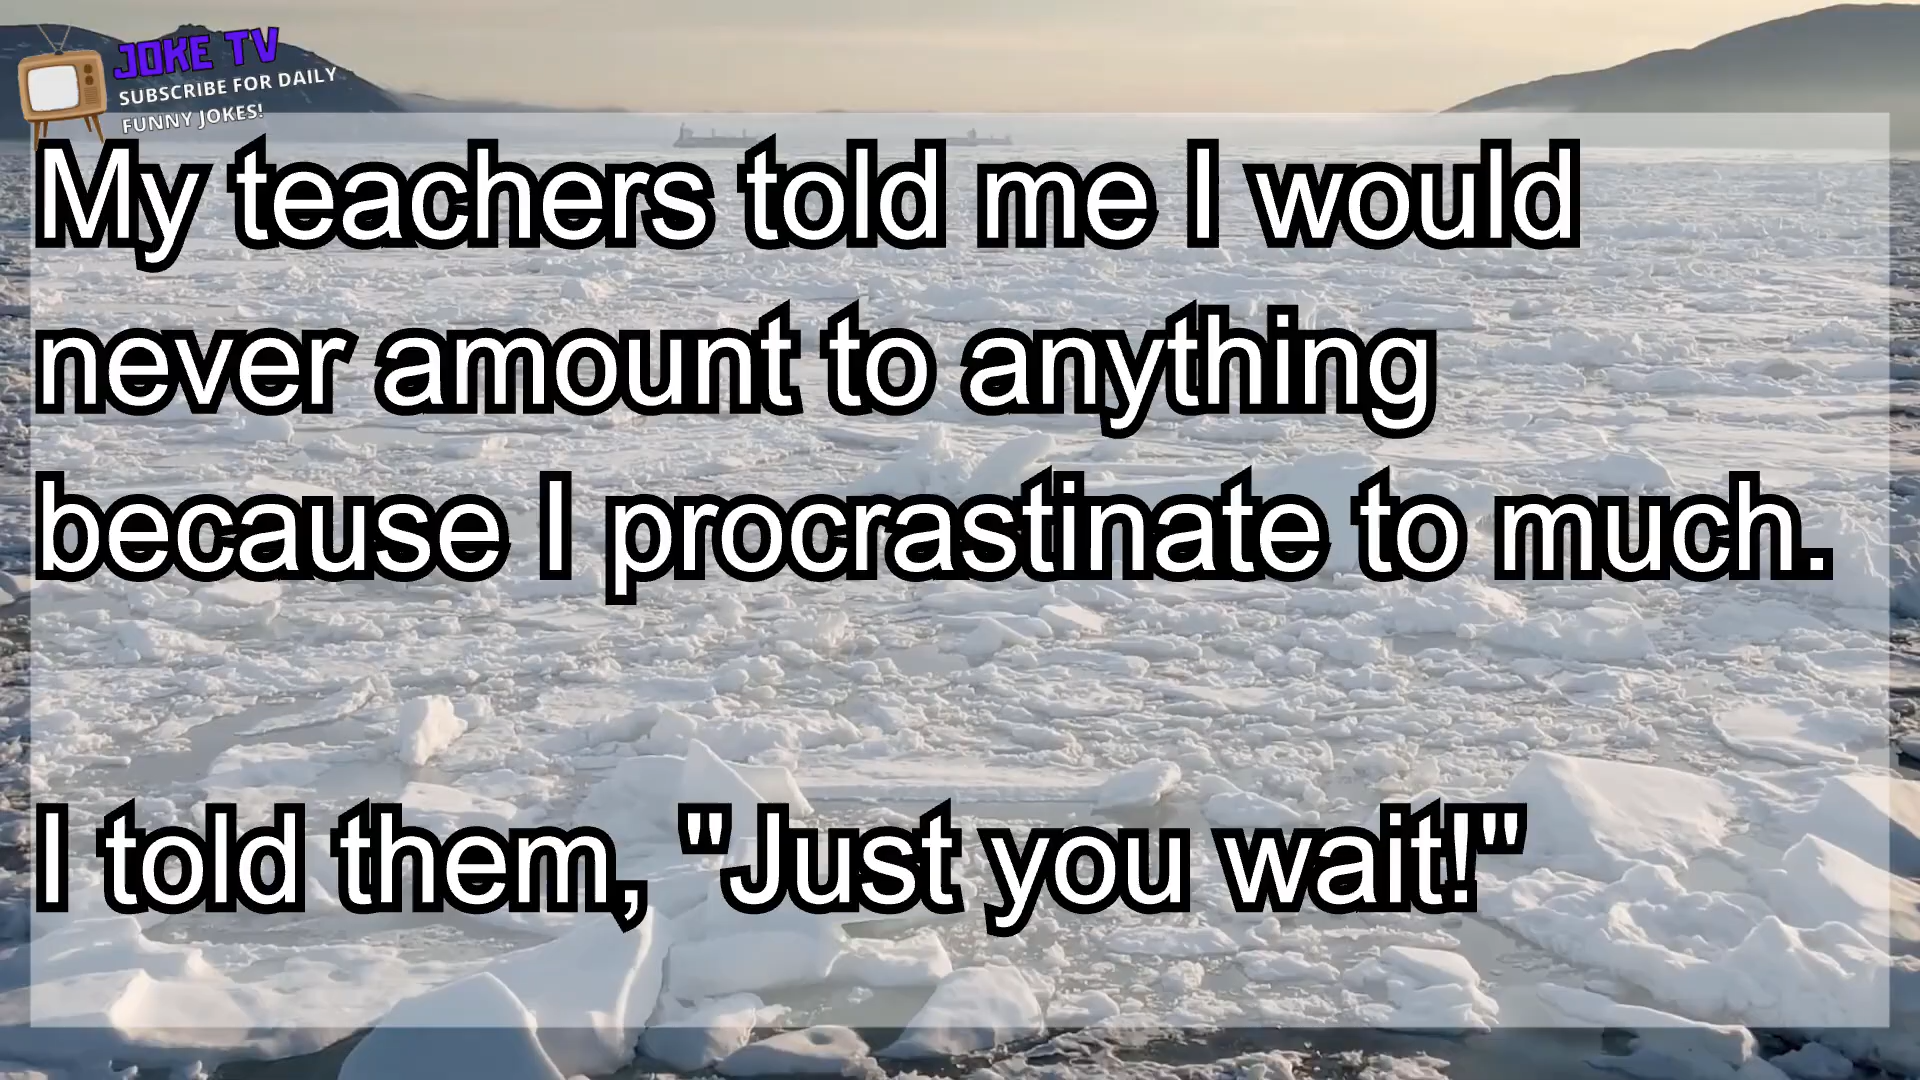 JOKE TV
SUBSCRIBE FOR DAILY
FUNNY JOKES!
My teachers told me I would
never amount to anything
because I procrastinate to much.
I told them, "Just you wait!"